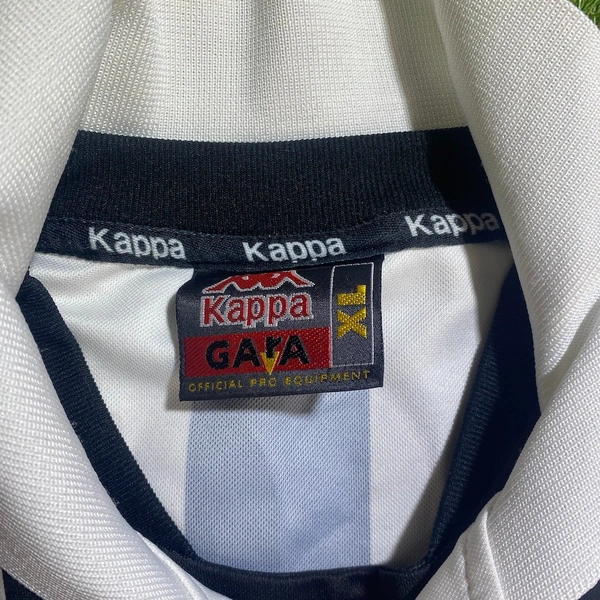 Kappa Kappa Kappa
Kappa
GArA
OFFICIAL PRO EQUIPMENT
XL